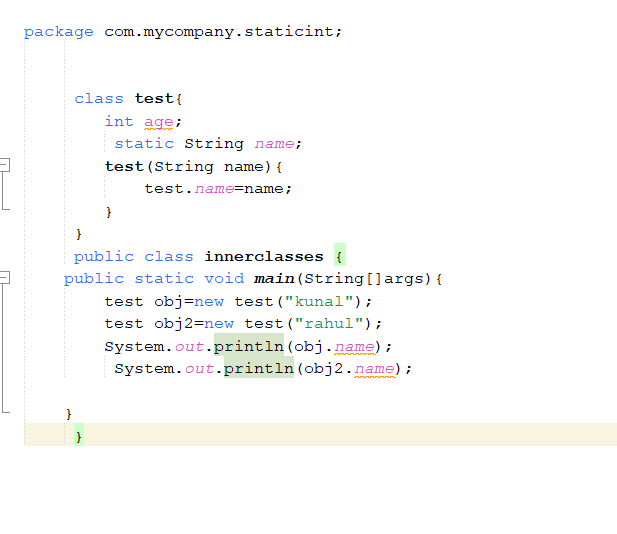 package com.mycompany.staticint;
class test{
int age;
static String name;
test(String name){
test.name=name;
}
}
public class innerclasses {
public static void main(String[]args){
test obj=new test("kunal");
test obj2=new test("rahul");
System.out.println(obj.name);
System.out.println(obj2.name);
}
}